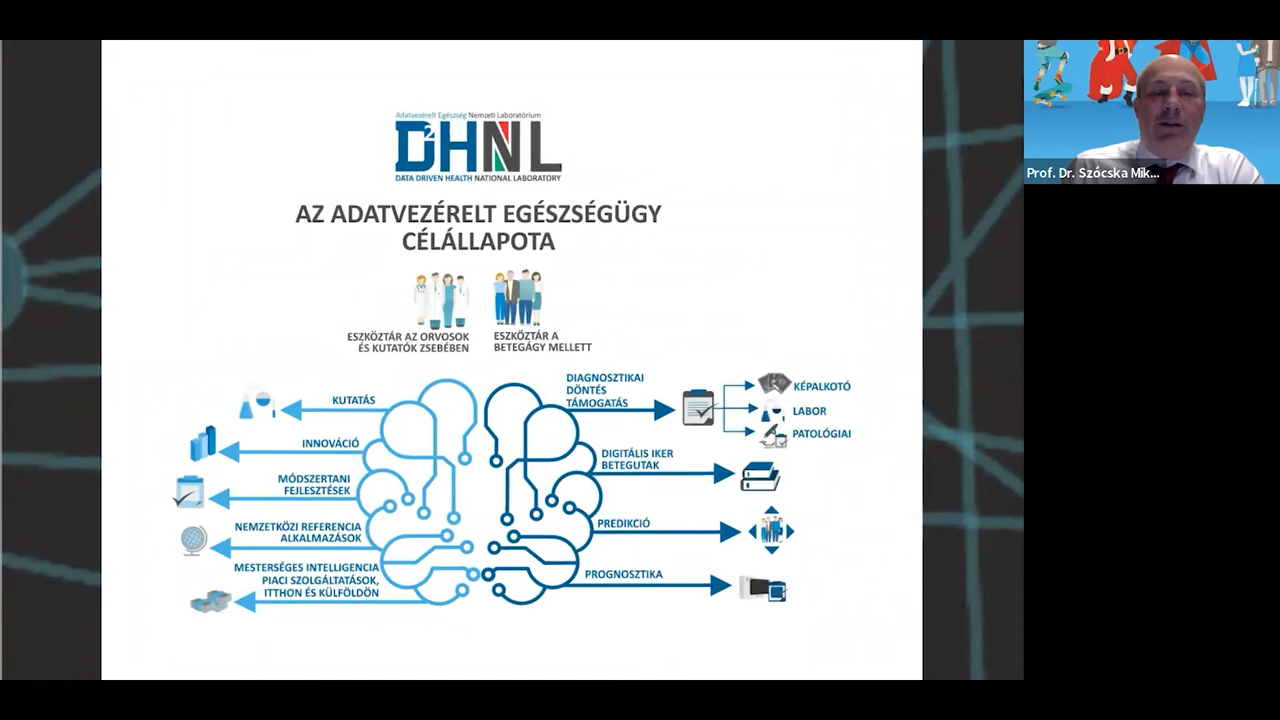 Adatvezérelt Egészség Nemzeti Laboratórium
D2HNL
DATA DRIVEN HEALTH NATIONAL LABORATORY
AZ ADATVEZÉRELT EGÉSZSÉGÜGY
CÉLÁLLAPOTA
ESZKÖZTÁR AZ ORVOSOK
ÉS KUTATÓK ZSEBÉBEN
ESZKÖZTÁR A
BETEGÁGY MELLETT
KUTATÁS
INNOVÁCIÓ
MÓDSZERTANI
FEJLESZTÉSEK
NEMZETKÖZI REFERENCIA
ALKALMAZÁSOK
MESTERSÉGES INTELLIGENCIA
PIACI SZOLGÁLTATÁSOK,
ITTHON ÉS KÜLFÖLDÖN
DIAGNOSZTIKAI
DÖNTÉS
TÁMOGATÁS
KÉPALKOTÓ
LABOR
PATOLÓGIAI
DIGITÁLIS IKER
BETEGUTAK
PREDIKCIÓ
PROGNOSZTIKA
Prof. Dr. Szócska Mik...